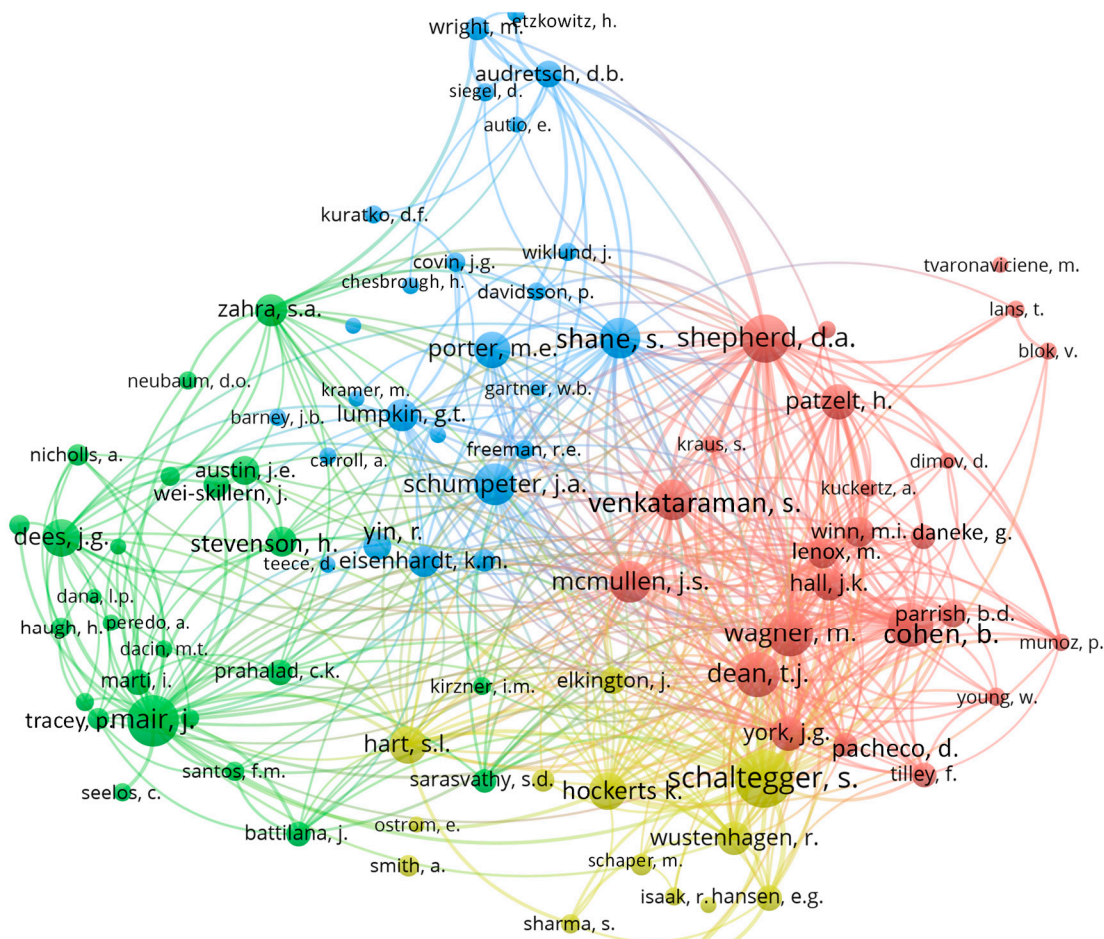 etzkowitz, h.
wright, m.
audretsch, d.b.
siegel, d.
autio, e.
kuratko, d.f.
wiklund, j.
covin, j.g.
tvaronaviciene, m.
chesbrough, h.
davidsson, p.
zahra, s.a.
lans, t.
shane, s.
shepherd, d.a.
porter, m.e.
blok, v.
neubaum, d.o.
kramer, m.
gartner, w.b.
patzelt, h.
barney, j.b.
lumpkin, g.t.
kraus, s.
nicholls, a.
carroll, a.
freeman, r.e.
dimov, d.
austin, j.e.
wei-skillern, j.
schumpeter, j.a.
kuckertz, a.
venkataraman, s.
dees, j.g.
stevenson, h.
yin, r.
winn, m.i.
daneke, g.
lenox, m.
teece, d.
eisenhardt, k.m.
mcmullen, j.s.
hall, j.k.
dana, l.p.
peredo, a.
haugh, h.
parrish, b.d.
wagner, m.
cohen, b.
munoz, p.
dacin, m.t.
marti, i.
prahalad, c.k.
kirzner, i.m.
elkington, j.
dean, t.j.
young, w.
tracey, p.
mair, j.
hart, s.l.
york, j.g.
pacheco, d.
santos, f.m.
sarasvathy, s.d.
hockerts k.
schaltegger, s.
tilley, f.
seelos, c.
battilana, j.
ostrom, e.
wustenhagen, r.
smith, a.
schaper, m.
isaak, r.
hansen, e.g.
sharma, s.